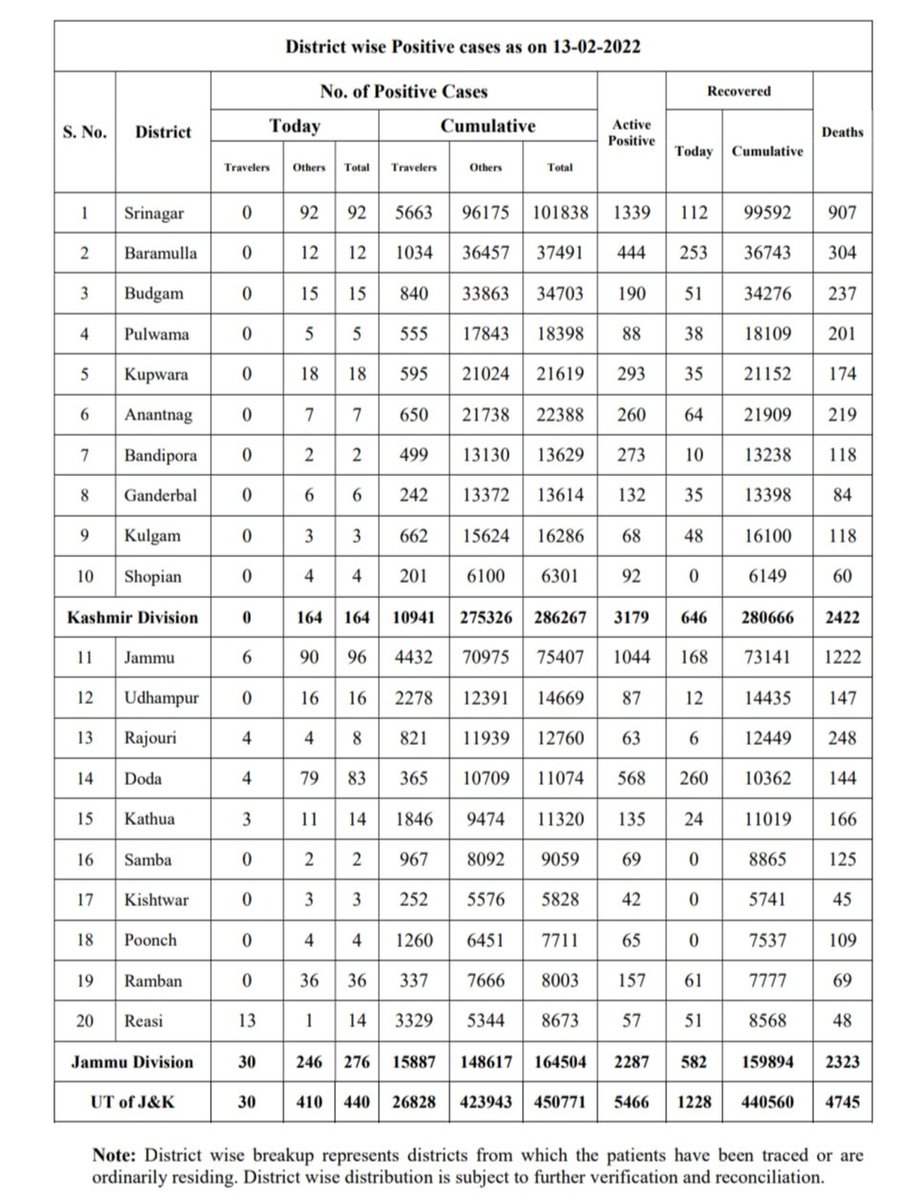 District wise Positive cases as on 13-02-2022
S. No. District No. of Positive Cases Active Positive Recovered Deaths
Today Cumulative Today Cumulative
Travelers Others Total Travelers Others Total
1 Srinagar 0 92 92 5663 96175 101838 1339 112 99592 907
2 Baramulla 0 12 12 1034 36457 37491 444 253 36743 304
3 Budgam 0 15 15 840 33863 34703 190 51 34276 237
4 Pulwama 0 5 5 555 17843 18398 88 38 18109 201
5 Kupwara 0 18 18 595 21024 21619 293 35 21152 174
6 Anantnag 0 7 7 650 21738 22388 260 64 21909 219
7 Bandipora 0 2 2 499 13130 13629 273 10 13238 118
8 Ganderbal 0 6 6 242 13372 13614 132 35 13398 84
9 Kulgam 0 3 3 662 15624 16286 68 48 16100 118
10 Shopian 0 4 4 201 6100 6301 92 0 6149 60
Kashmir Division 0 164 164 10941 275326 286267 3179 646 280666 2422
11 Jammu 6 90 96 4432 70975 75407 1044 168 73141 1222
12 Udhampur 0 16 16 2278 12391 14669 87 12 14435 147
13 Rajouri 4 4 8 821 11939 12760 63 6 12449 248
14 Doda 4 79 83 365 10709 11074 568 260 10362 144
15 Kathua 3 11 14 1846 9474 11320 135 24 11019 166
16 Samba 0 2 2 967 8092 9059 69 0 8865 125
17 Kishtwar 0 3 3 252 5576 5828 42 0 5741 45
18 Poonch 0 4 4 1260 6451 7711 65 0 7537 109
19 Ramban 0 36 36 337 7666 8003 157 61 7777 69
20 Reasi 13 1 14 3329 5344 8673 57 51 8568 48
Jammu Division 30 246 276 15887 148617 164504 2287 582 159894 2323
UT of J&K 30 410 440 26828 423943 450771 5466 1228 440560 4745
Note: District wise breakup represents districts from which the patients have been traced or are
ordinarily residing. District wise distribution is subject to further verification and reconciliation.